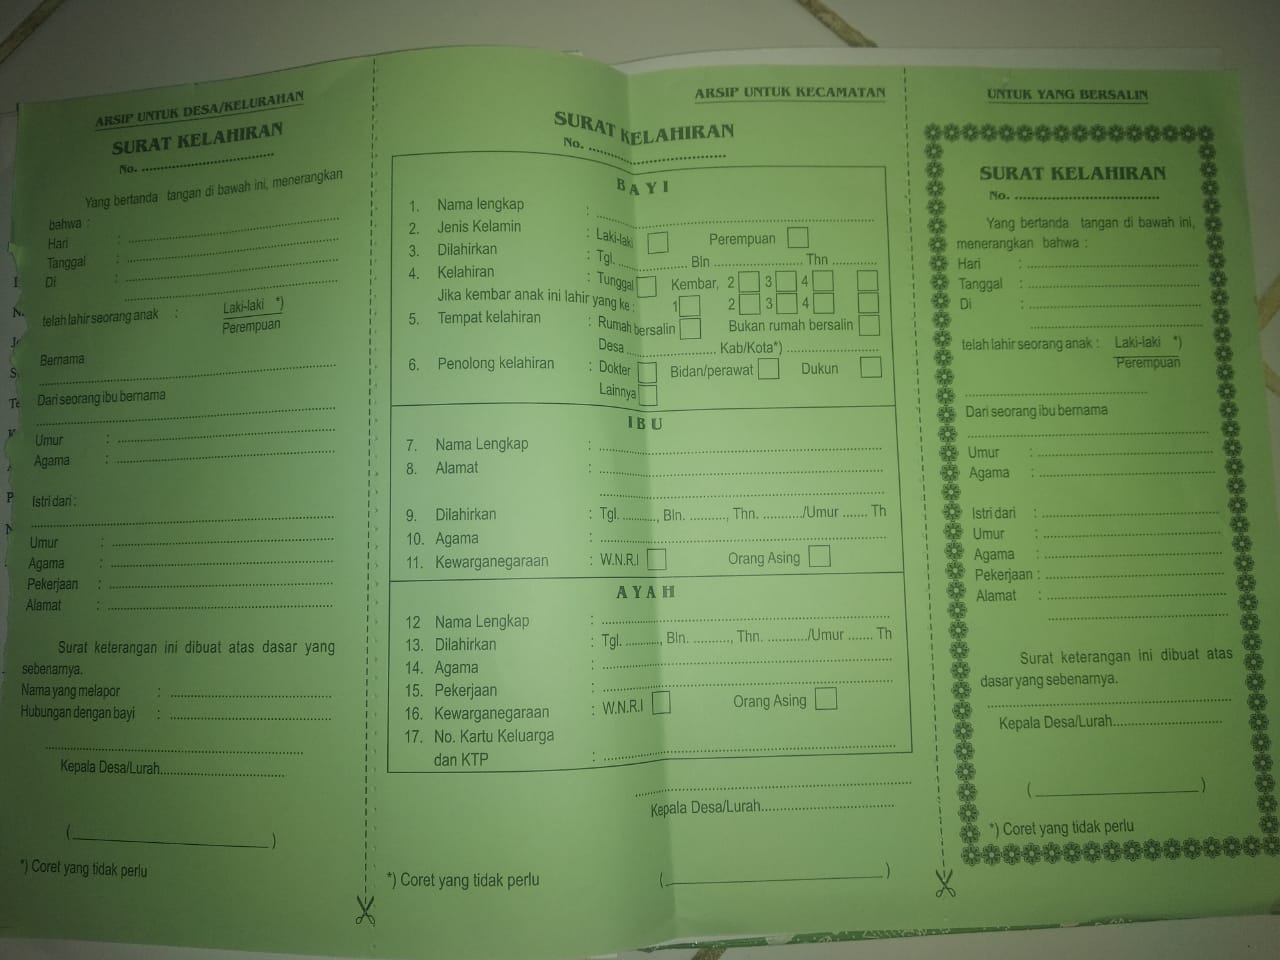 ARSIP UNTUK DESA/KELURAHAN
SURAT KELAHIRAN
No. ......................................
Yang bertanda tangan di bawah ini, menerangkan
bahwa :
Hari :
Tanggal :
Di :
telah lahir seorang anak : Laki-laki *)
Perempuan
Bernama
Dari seorang ibu bernama
Umur :
Agama :
Istri dari :
Umur :
Agama :
Pekerjaan :
Alamat :
Surat keterangan ini dibuat atas dasar yang
sebenarnya.
Nama yang melapor :
Hubungan dengan bayi :
Kepala Desa/Lurah....................................
( )
*) Coret yang tidak perlu
ARSIP UNTUK KECAMATAN
SURAT KELAHIRAN
No. ......................................
BAYI
1. Nama lengkap :
2. Jenis Kelamin : Laki-laki Perempuan
3. Dilahirkan : Tgl. .................. Bln .................. Thn ..................
4. Kelahiran : Tunggal Kembar, 2 3 4
Jika kembar anak ini lahir yang ke : 1 2 3 4
5. Tempat kelahiran : Rumah bersalin Bukan rumah bersalin
Desa .................. Kab/Kota*) ..................
6. Penolong kelahiran : Dokter Bidan/perawat Dukun
Lainnya
IBU
7. Nama Lengkap :
8. Alamat :
9. Dilahirkan : Tgl. .........., Bln. .........., Thn. ........../Umur ....... Th
10. Agama :
11. Kewarganegaraan : W.N.R.I Orang Asing
AYAH
12 Nama Lengkap :
13. Dilahirkan : Tgl. .........., Bln. .........., Thn. ........../Umur ....... Th
14. Agama :
15. Pekerjaan :
16. Kewarganegaraan : W.N.R.I Orang Asing
17. No. Kartu Keluarga
dan KTP :
Kepala Desa/Lurah....................................
( )
*) Coret yang tidak perlu
UNTUK YANG BERSALIN
SURAT KELAHIRAN
No. ......................................
Yang bertanda tangan di bawah ini,
menerangkan bahwa :
Hari :
Tanggal :
Di :
telah lahir seorang anak : Laki-laki *)
Perempuan
Dari seorang ibu bernama
Umur :
Agama :
Istri dari :
Umur :
Agama :
Pekerjaan :
Alamat :
Surat keterangan ini dibuat atas
dasar yang sebenarnya.
Kepala Desa/Lurah..............................
( )
*) Coret yang tidak perlu